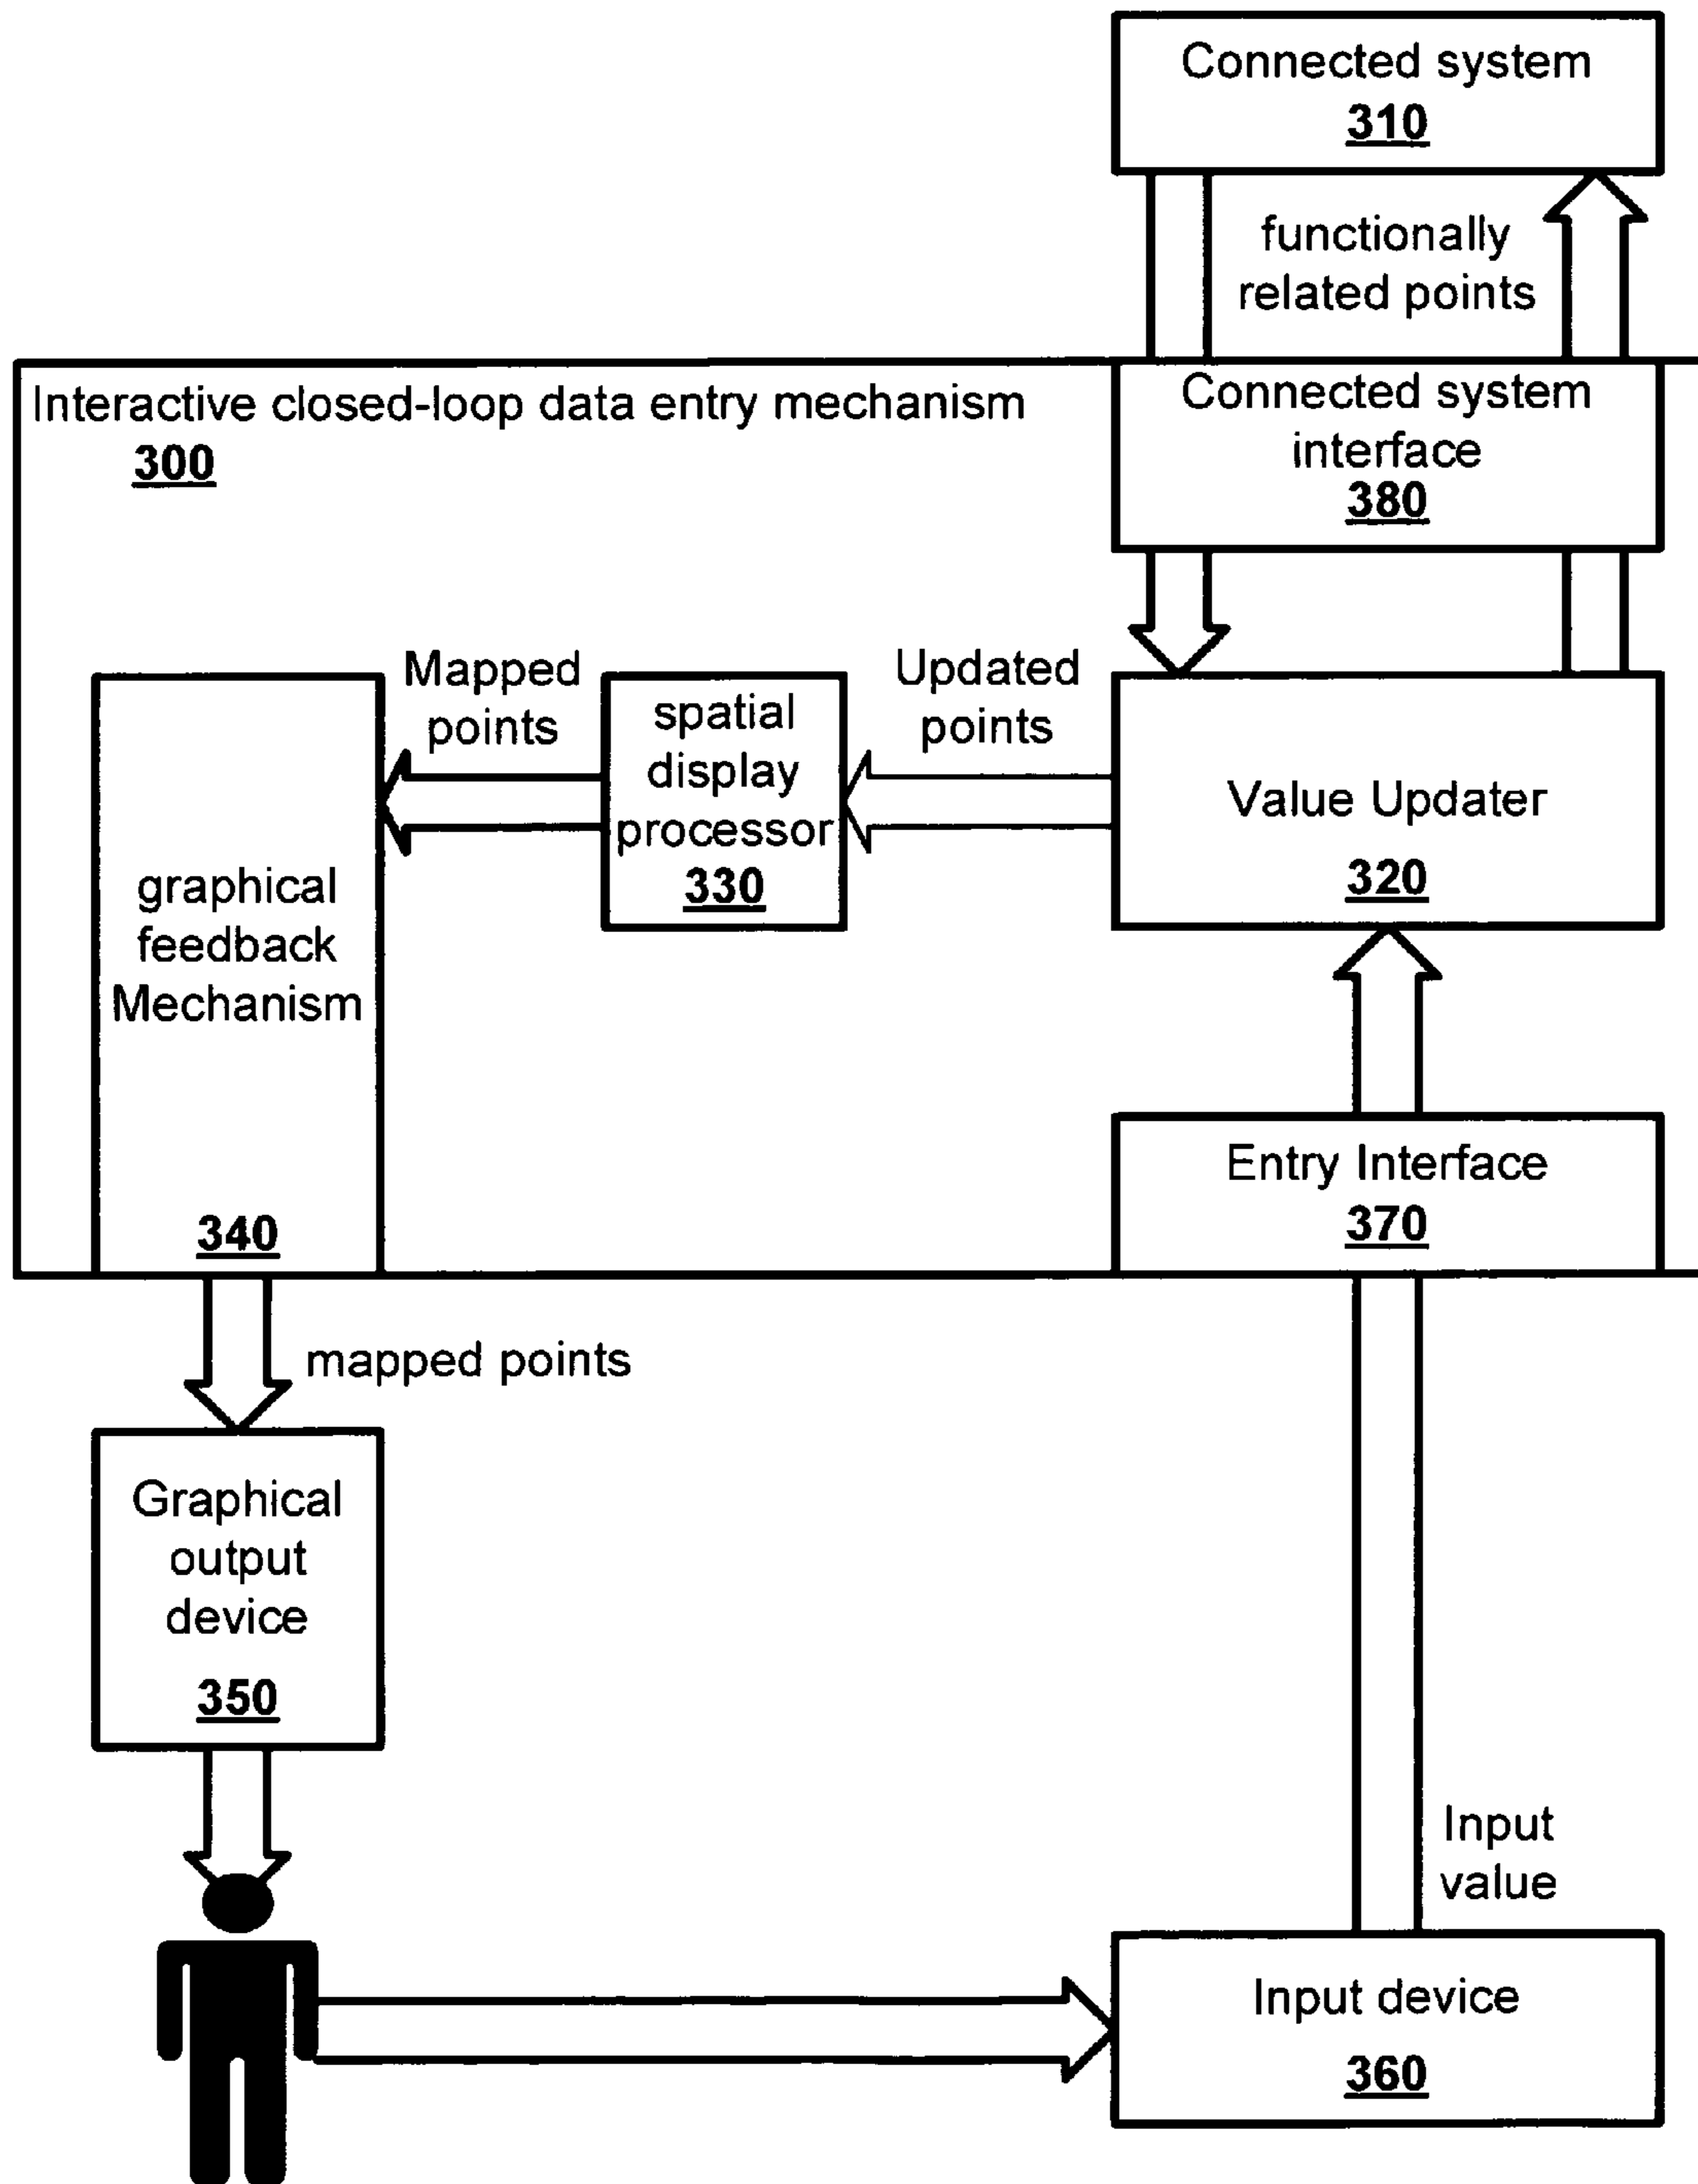 Connected system
310
functionally
related points
Interactive closed-loop data entry mechanism
300
Connected system
interface
380
Mapped
points
spatial
display
processor
330
Updated
points
Value Updater
320
graphical
feedback
Mechanism
340
Entry Interface
370
mapped points
Graphical
output
device
350
Input
value
Input device
360